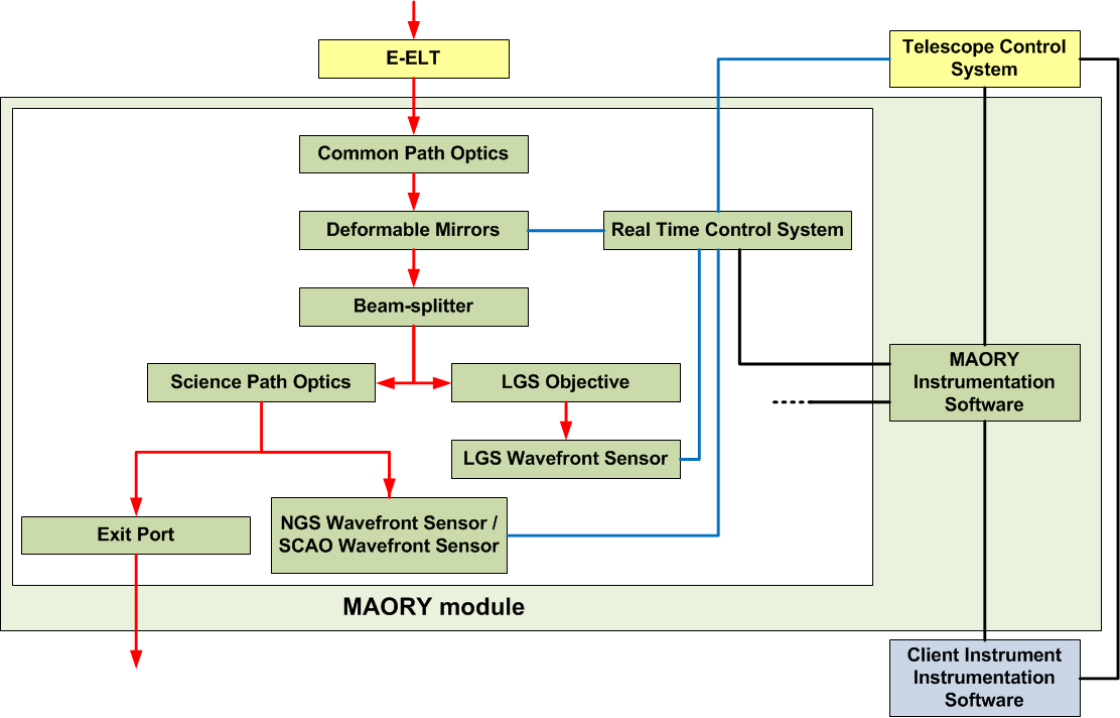 E-ELT
Telescope Control
System
Common Path Optics
Deformable Mirrors
Real Time Control System
Beam-splitter
Science Path Optics
LGS Objective
MAORY
Instrumentation
Software
LGS Wavefront Sensor
NGS Wavefront Sensor /
SCAO Wavefront Sensor
Exit Port
MAORY module
Client Instrument
Instrumentation
Software